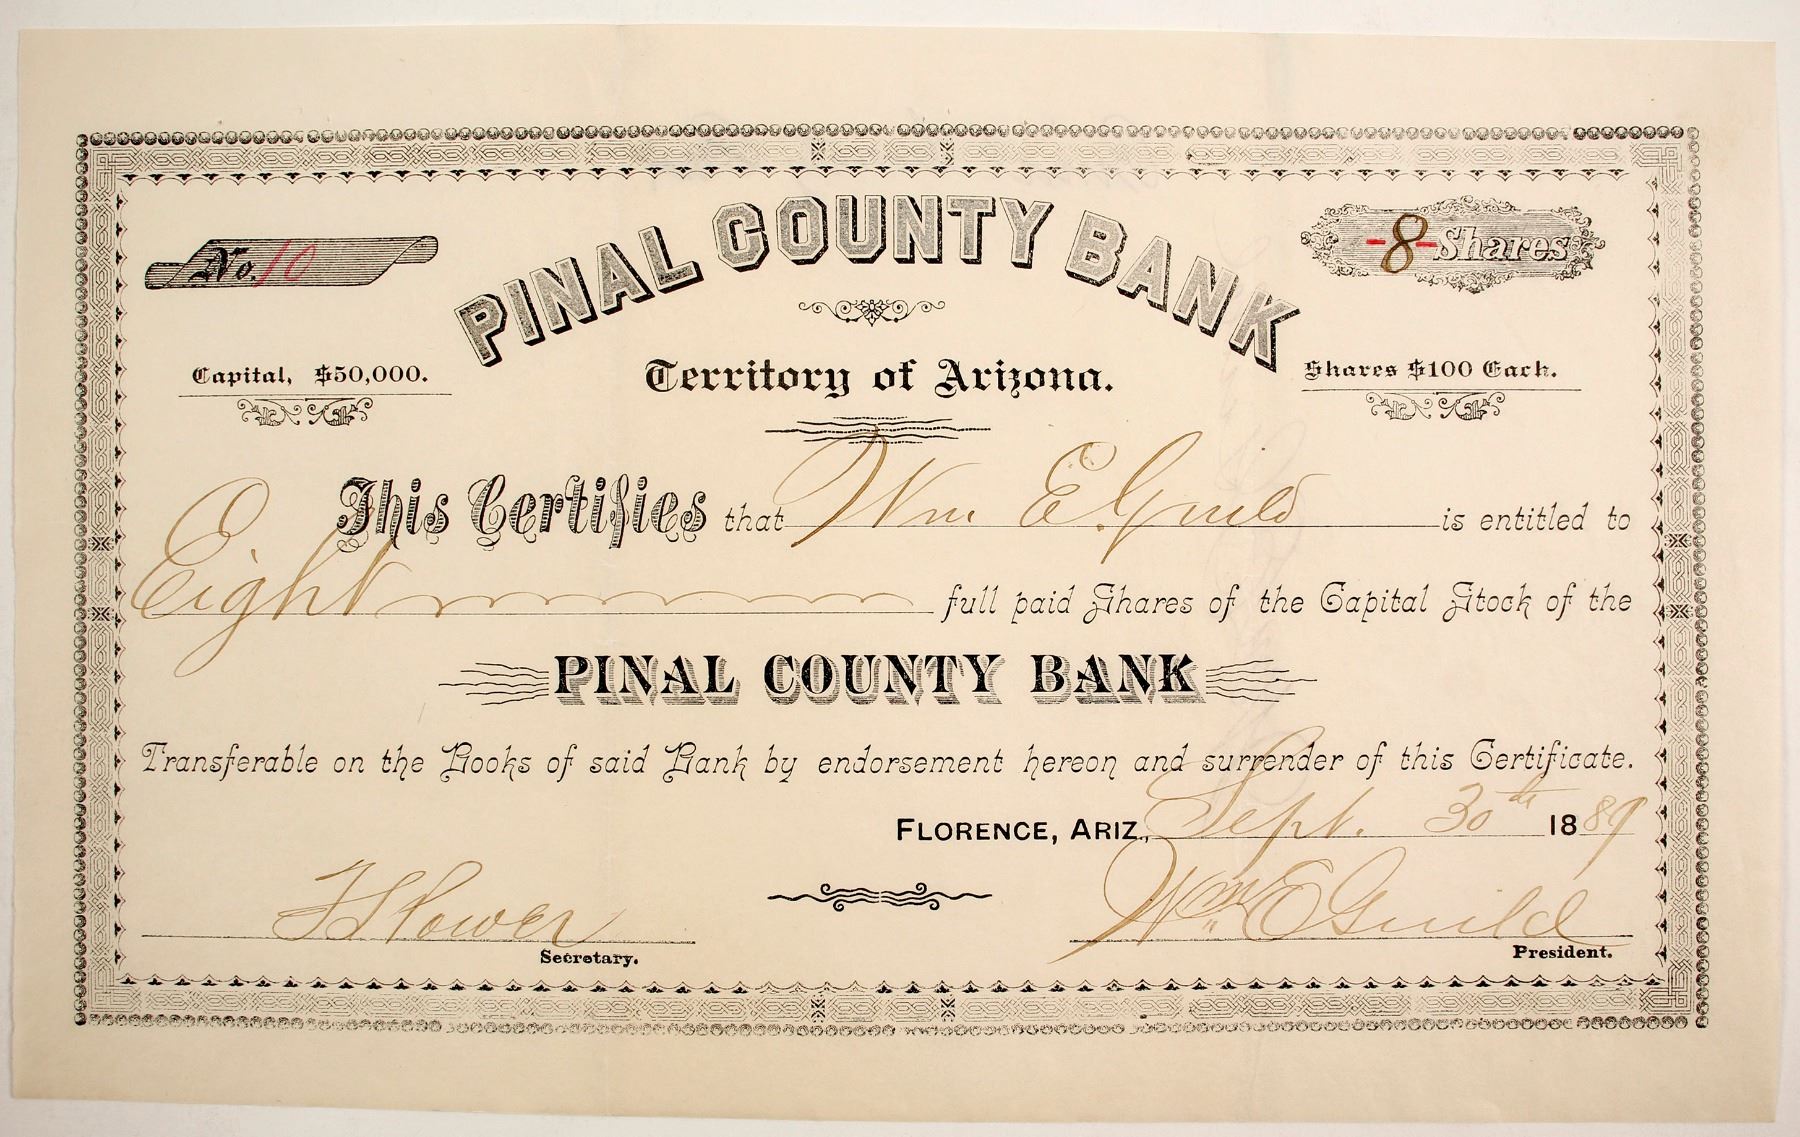 PINAL COUNTY BANK
No. 10
-8- Shares
Capital, $50,000.
Territory of Arizona.
Shares $100 Each.
This Certifies that Wm. E. Guild is entitled to
Eight full paid Shares of the Capital Stock of the
PINAL COUNTY BANK
Transferable on the Books of said Bank by endorsement hereon and surrender of this Certificate.
FLORENCE, ARIZ., Sept. 30th 1889
Wm E Guild
Secretary.
President.